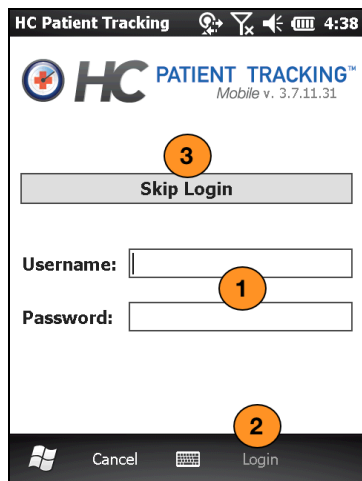 HC Patient Tracking 4:38
HC PATIENT TRACKING™
Mobile v. 3.7.11.31
3
Skip Login
Username:
1
Password:
2
Cancel Login